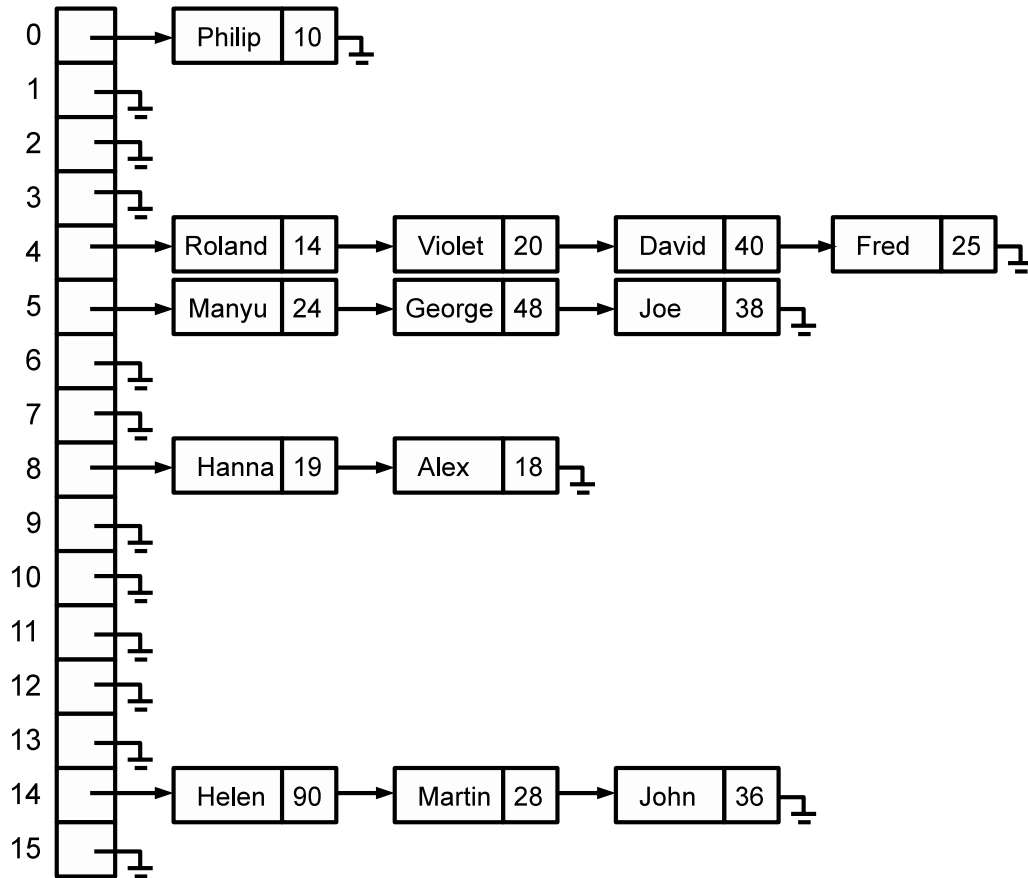 0 Philip 10
1
2
3
4 Roland 14 Violet 20 David 40 Fred 25
5 Manyu 24 George 48 Joe 38
6
7
8 Hanna 19 Alex 18
9
10
11
12
13
14 Helen 90 Martin 28 John 36
15